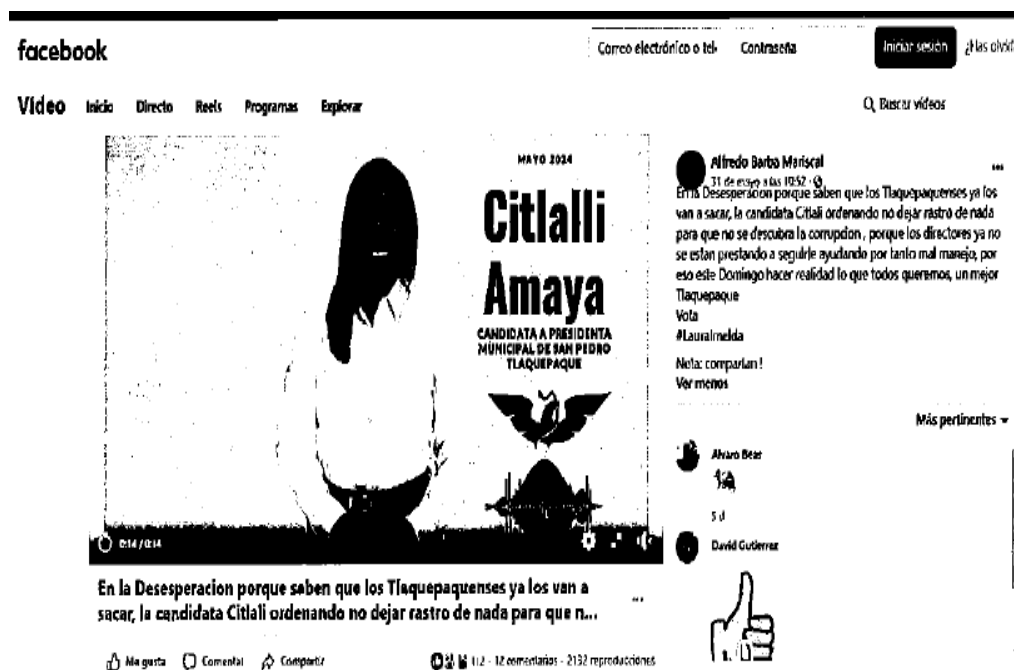 facebook
Correo electrónico o tel-
Contraseña
Iniciar sesión
¿Has olvid
Vídeo
Inicio
Directo
Reels
Programas
Explorar
Buscar vídeos
MAYO 2024
Citlalli
Amaya
CANDIDATA A PRESIDENTA
MUNICIPAL DE SAN PEDRO
TLAQUEPAQUE
0:14 / 0:14
En la Desesperacion porque saben que los Tlaquepaquenses ya los van a
sacar, la candidata Citlali ordenando no dejar rastro de nada para que n...
Me gusta
Comentar
Compartir
112 · 12 comentarios · 2132 reproducciones
Alfredo Barba Mariscal
31 de mayo a las 10:52 ·
En la Desesperacion porque saben que los Tlaquepaquenses ya los
van a sacar, la candidata Citlali ordenando no dejar rastro de nada
para que no se descubra la corrupcion , porque los directores ya no
se estan prestando a seguirle ayudando por tanto mal manejo, por
eso este Domingo hacer realidad lo que todos queremos, un mejor
Tlaquepaque
Vota
#LauraImelda
Nota: compartan !
Ver menos
Más pertinentes
Alvaro Bear
5 d
David Gutierrez